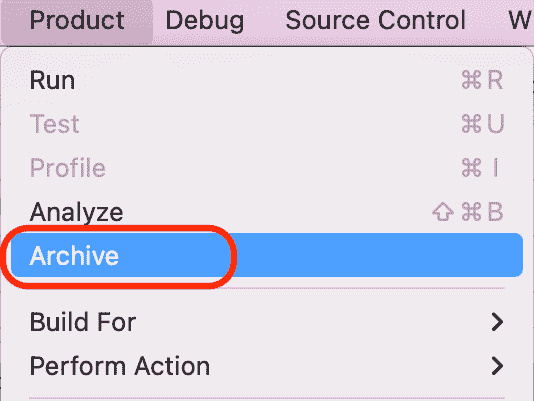 Product Debug Source Control W
Run ⌘R
Test ⌘U
Profile ⌘I
Analyze ⇧⌘B
Archive
Build For
Perform Action